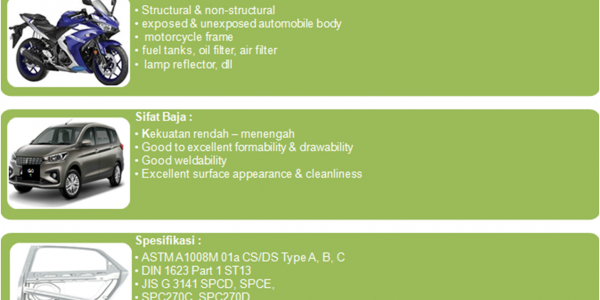 • Structural & non-structural
• exposed & unexposed automobile body
• motorcycle frame
• fuel tanks, oil filter, air filter
• lamp reflector, dll
Sifat Baja :
• Kekuatan rendah – menengah
• Good to excellent formability & drawability
• Good weldability
• Excellent surface appearance & cleanliness
Spesifikasi :
• ASTM A1008M 01a CS/DS Type A, B, C
• DIN 1623 Part 1 ST13
• JIS G 3141 SPCD, SPCE,
• SPC270C, SPC270D